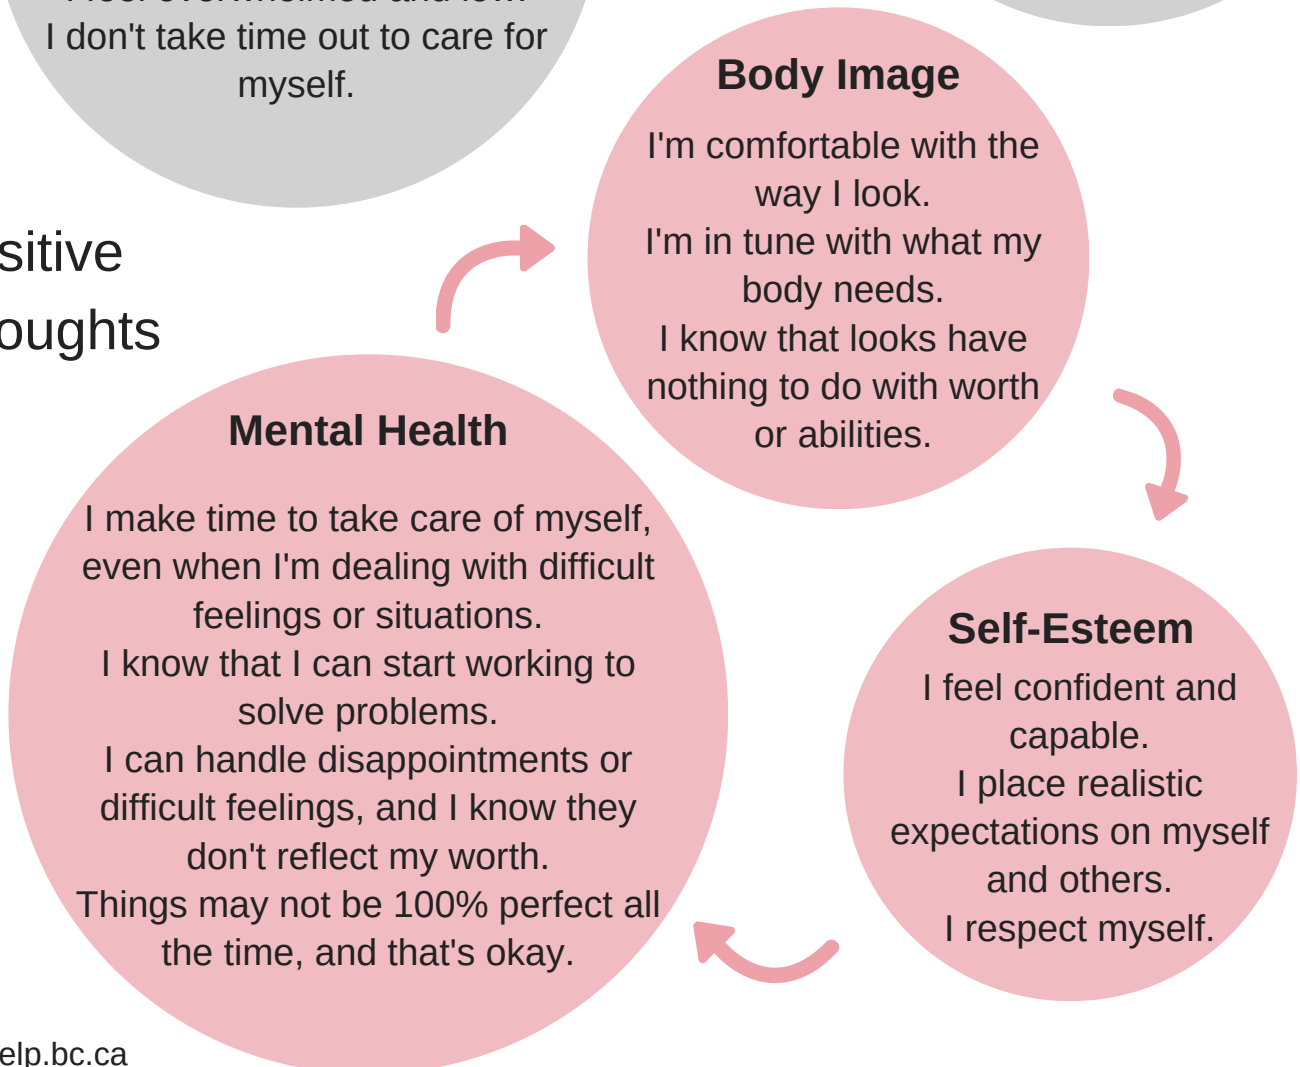 I feel overwhelmed and low.
I don't take time out to care for
myself.
sitive
oughts
Body Image
I'm comfortable with the
way I look.
I'm in tune with what my
body needs.
I know that looks have
nothing to do with worth
or abilities.
Mental Health
I make time to take care of myself,
even when I'm dealing with difficult
feelings or situations.
I know that I can start working to
solve problems.
I can handle disappointments or
difficult feelings, and I know they
don't reflect my worth.
Things may not be 100% perfect all
the time, and that's okay.
Self-Esteem
I feel confident and
capable.
I place realistic
expectations on myself
and others.
I respect myself.
elp.bc.ca